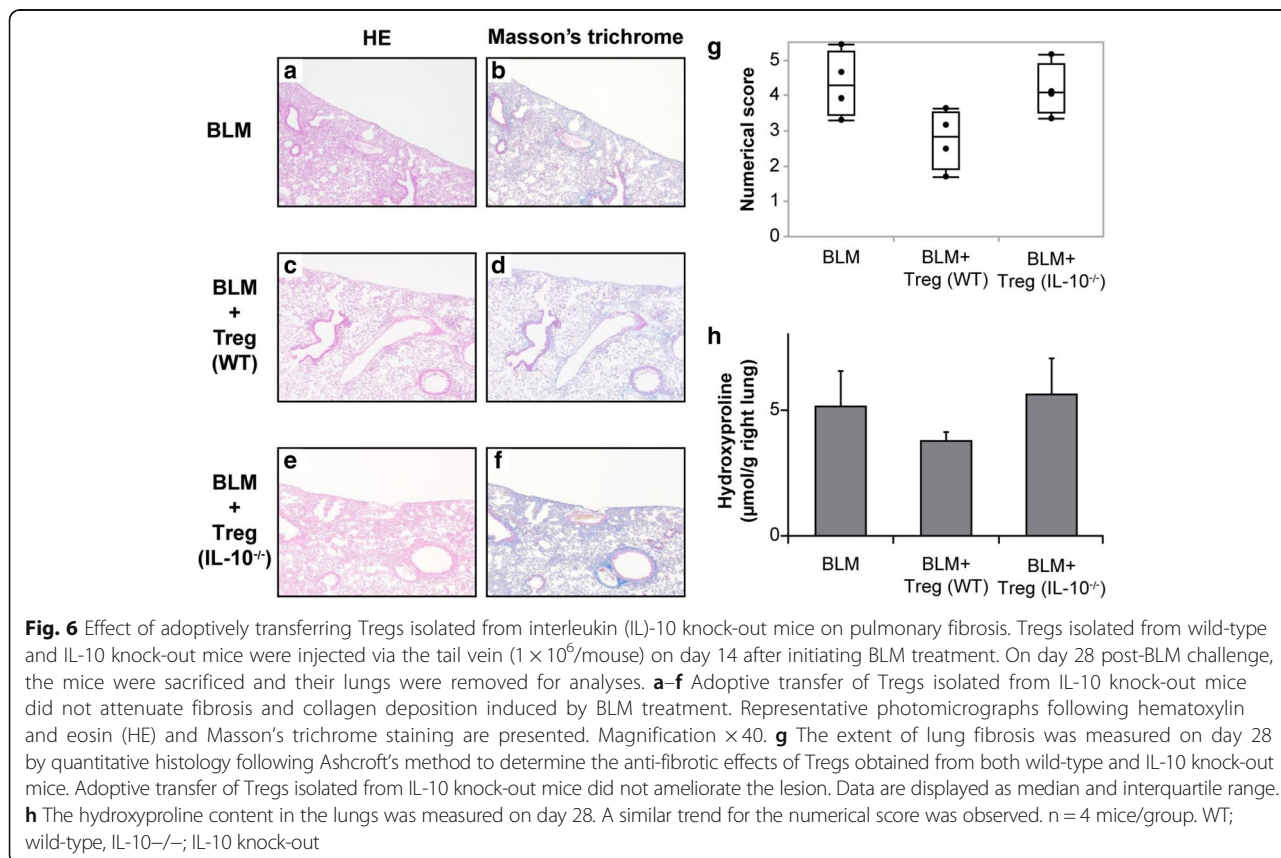 HE
Masson's trichrome
BLM
a
b
BLM
+
Treg
(WT)
c
d
BLM
+
Treg
(IL-10-/-)
e
f
g
Numerical score
5
4
3
2
1
0
BLM
BLM+
Treg (WT)
BLM+
Treg (IL-10-/-)
h
Hydroxyproline
(μmol/g right lung)
5
0
BLM
BLM+
Treg (WT)
BLM+
Treg (IL-10-/-)
Fig. 6 Effect of adoptively transferring Tregs isolated from interleukin (IL)-10 knock-out mice on pulmonary fibrosis. Tregs isolated from wild-type
and IL-10 knock-out mice were injected via the tail vein (1 × 10⁶/mouse) on day 14 after initiating BLM treatment. On day 28 post-BLM challenge,
the mice were sacrificed and their lungs were removed for analyses. a–f Adoptive transfer of Tregs isolated from IL-10 knock-out mice
did not attenuate fibrosis and collagen deposition induced by BLM treatment. Representative photomicrographs following hematoxylin
and eosin (HE) and Masson's trichrome staining are presented. Magnification × 40. g The extent of lung fibrosis was measured on day 28
by quantitative histology following Ashcroft's method to determine the anti-fibrotic effects of Tregs obtained from both wild-type and IL-10 knock-out
mice. Adoptive transfer of Tregs isolated from IL-10 knock-out mice did not ameliorate the lesion. Data are displayed as median and interquartile range.
h The hydroxyproline content in the lungs was measured on day 28. A similar trend for the numerical score was observed. n = 4 mice/group. WT;
wild-type, IL-10−/−; IL-10 knock-out